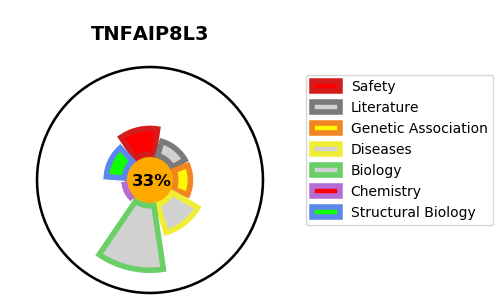 TNFAIP8L3
33%
Safety
Literature
Genetic Association
Diseases
Biology
Chemistry
Structural Biology